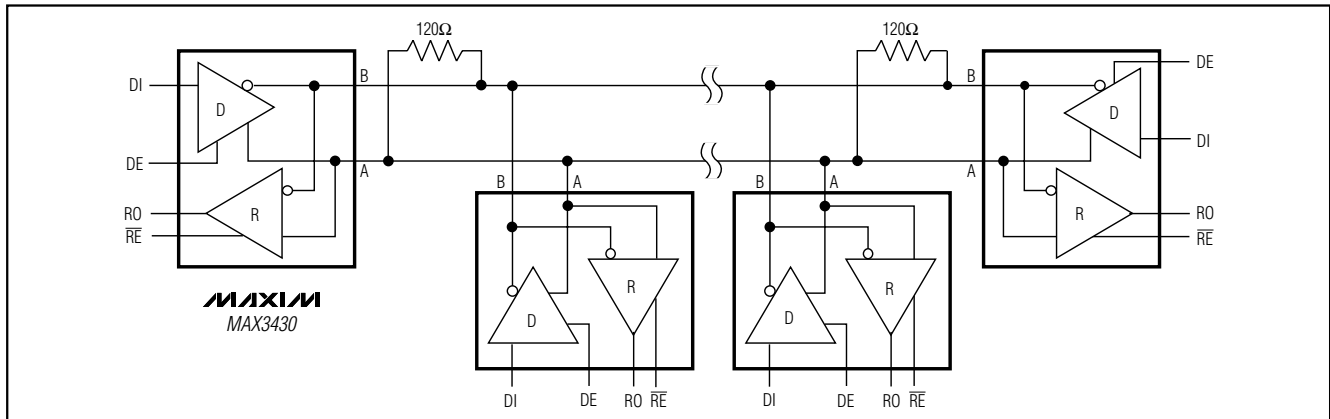 120Ω 120Ω
DI D B B D DE
DE A A DI
RO R B A B A R RO
RE RE
MAXIM
MAX3430
D R D R
DI DE RO RE DI DE RO RE